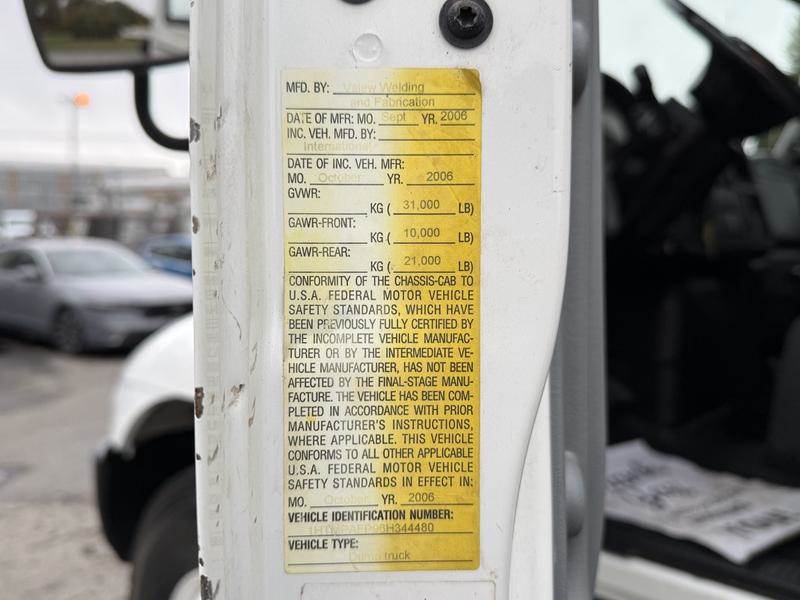 MFD. BY: Valew Welding
and Fabrication
DATE OF MFR: MO. Sept YR. 2006
INC. VEH. MFD. BY:
International
DATE OF INC. VEH. MFR:
MO. October YR. 2006
GVWR:
KG ( 31,000 LB)
GAWR-FRONT:
KG ( 10,000 LB)
GAWR-REAR:
KG ( 21,000 LB)
CONFORMITY OF THE CHASSIS-CAB TO
U.S.A. FEDERAL MOTOR VEHICLE
SAFETY STANDARDS, WHICH HAVE
BEEN PREVIOUSLY FULLY CERTIFIED BY
THE INCOMPLETE VEHICLE MANUFAC-
TURER OR BY THE INTERMEDIATE VE-
HICLE MANUFACTURER, HAS NOT BEEN
AFFECTED BY THE FINAL-STAGE MANU-
FACTURE. THE VEHICLE HAS BEEN COM-
PLETED IN ACCORDANCE WITH PRIOR
MANUFACTURER'S INSTRUCTIONS,
WHERE APPLICABLE. THIS VEHICLE
CONFORMS TO ALL OTHER APPLICABLE
U.S.A. FEDERAL MOTOR VEHICLE
SAFETY STANDARDS IN EFFECT IN:
MO. October YR. 2006
VEHICLE IDENTIFICATION NUMBER:
VEHICLE TYPE:
Dump truck